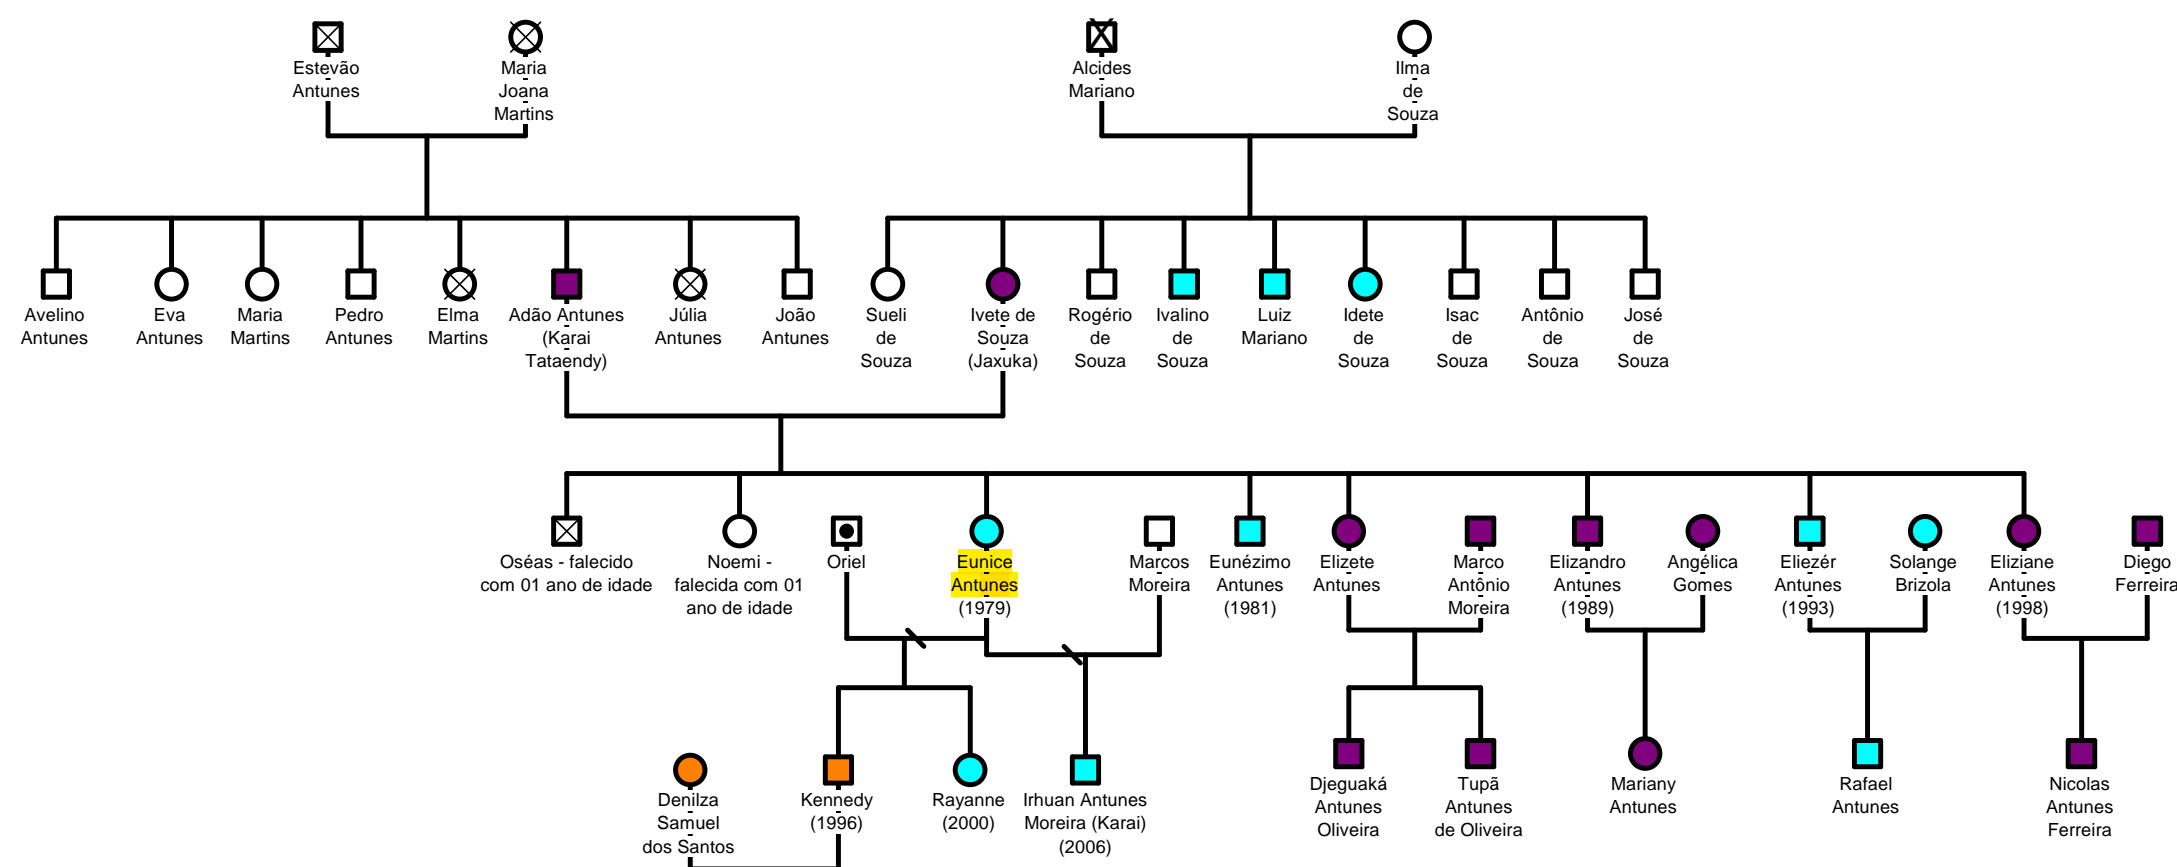 Estevão
Antunes
Maria
Joana
Martins
Alcides
Mariano
Ilma
de
Souza
Avelino
Antunes
Eva
Antunes
Maria
Martins
Pedro
Antunes
Elma
Martins
Adão Antunes
(Karai
Tataendy)
Júlia
Antunes
João
Antunes
Sueli
de
Souza
Ivete de
Souza
(Jaxuka)
Rogério
de
Souza
Ivalino
de
Souza
Luiz
Mariano
Idete
de
Souza
Isac
de
Souza
Antônio
de
Souza
José
de
Souza
Oséas - falecido
com 01 ano de idade
Noemi -
falecida com 01
ano de idade
Oriel
Eunice
Antunes
(1979)
Marcos
Moreira
Eunézimo
Antunes
(1981)
Elizete
Antunes
Marco
Antônio
Moreira
Elizandro
Antunes
(1989)
Angélica
Gomes
Eliezér
Antunes
(1993)
Solange
Brizola
Eliziane
Antunes
(1998)
Diego
Ferreira
Denilza
Samuel
dos Santos
Kennedy
(1996)
Rayanne
(2000)
Irhuan Antunes
Moreira (Karai)
(2006)
Djeguaká
Antunes
Oliveira
Tupã
Antunes
de Oliveira
Mariany
Antunes
Rafael
Antunes
Nicolas
Antunes
Ferreira